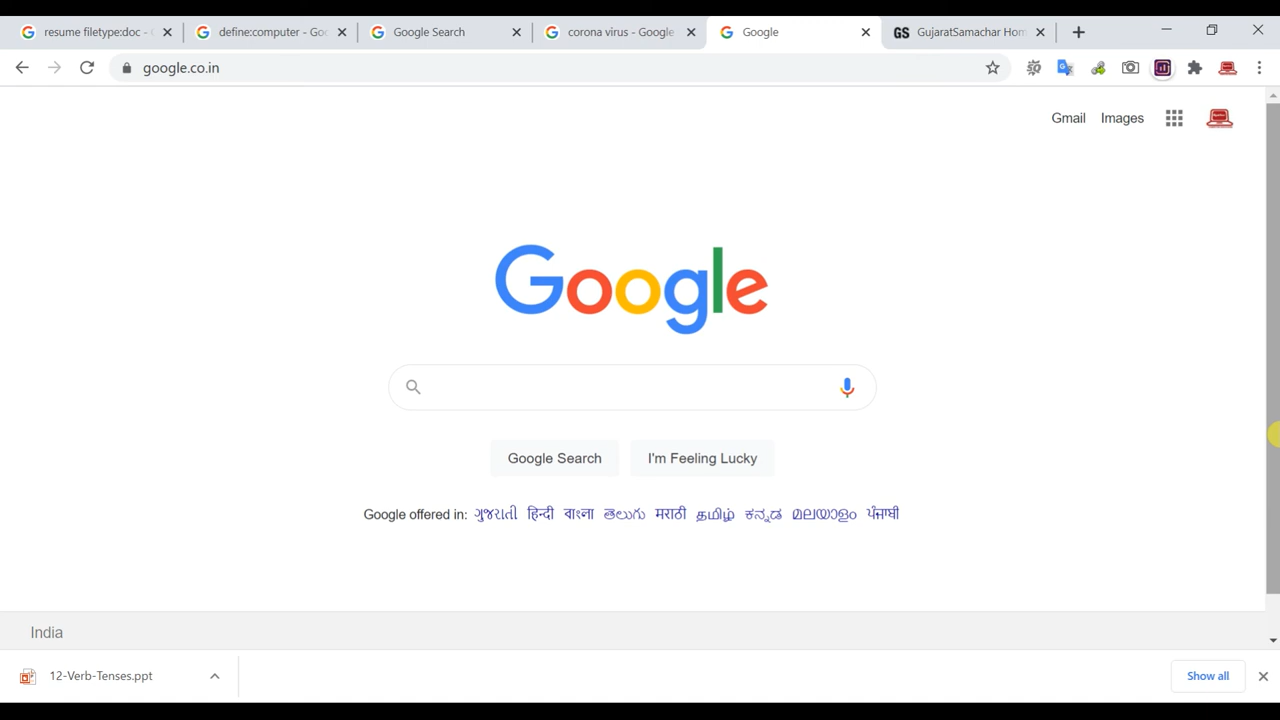 resume filetype:doc -
define:computer - Goo
Google Search
corona virus - Google
Google
GS GujaratSamachar Hom
google.co.in
Gmail Images
Google
Google Search I'm Feeling Lucky
Google offered in: ગુજરાતી हिन्दी বাংলা తెలుగు मराठी தமிழ் ಕನ್ನಡ മലയാളം ਪੰਜਾਬੀ
India
12-Verb-Tenses.ppt
Show all